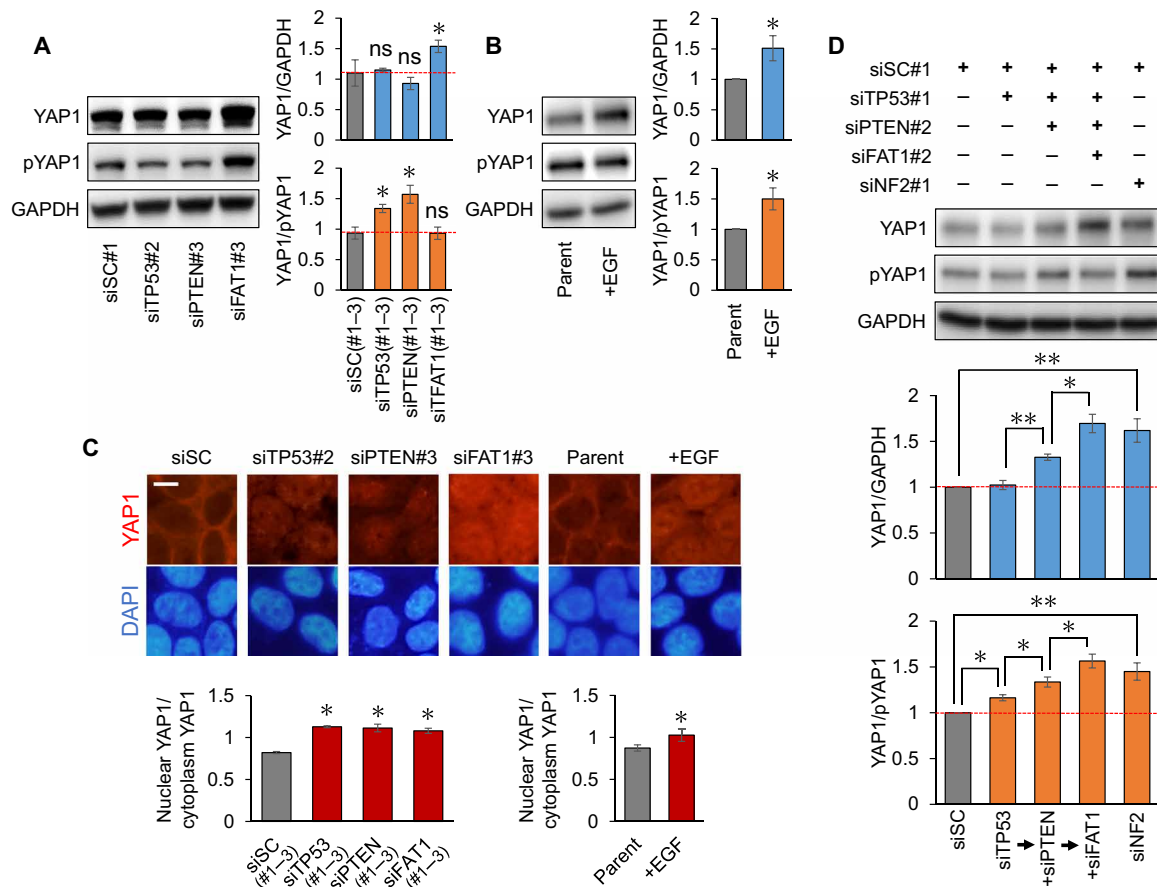 A
YAP1
pYAP1
GAPDH
siSC#1
siTP53#2
siPTEN#3
siFAT1#3
YAP1/GAPDH
2
1.5
1
0.5
0
ns
ns
*
YAP1/pYAP1
2
1.5
1
0.5
0
*
*
ns
siSC(#1–3)
siTP53(#1–3)
siPTEN(#1–3)
siTFAT1(#1–3)
B
YAP1
pYAP1
GAPDH
Parent
+EGF
YAP1/GAPDH
2
1.5
1
0.5
0
*
YAP1/pYAP1
2
1.5
1
0.5
0
*
Parent
+EGF
C
siSC
siTP53#2
siPTEN#3
siFAT1#3
Parent
+EGF
YAP1
DAPI
Nuclear YAP1/
cytoplasm YAP1
1.5
1
0.5
0
*
*
*
siSC
(#1–3)
siTP53
(#1–3)
siPTEN
(#1–3)
siFAT1
(#1–3)
Nuclear YAP1/
cytoplasm YAP1
1.5
1
0.5
0
*
Parent
+EGF
D
siSC#1 + + + + +
siTP53#1 – + + + –
siPTEN#2 – – + + –
siFAT1#2 – – – + –
siNF2#1 – – – – +
YAP1
pYAP1
GAPDH
YAP1/GAPDH
2
1.5
1
0.5
0
**
**
*
YAP1/pYAP1
2
1.5
1
0.5
0
**
*
*
*
siSC
siTP53
+siPTEN
+siFAT1
siNF2